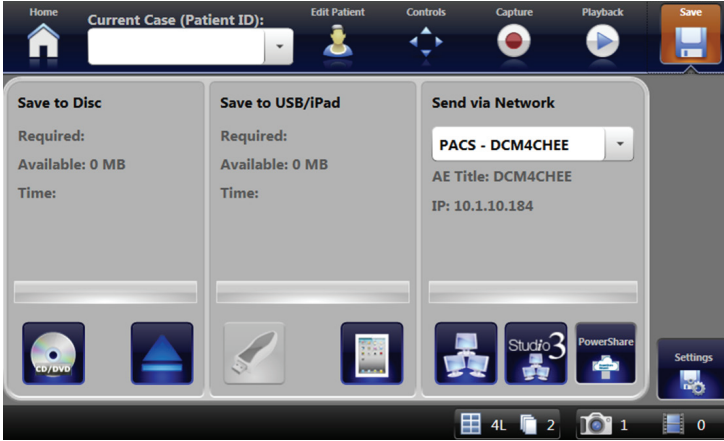 Home
Current Case (Patient ID):
Edit Patient
Controls
Capture
Playback
Save
Save to Disc
Required:
Available: 0 MB
Time:
Save to USB/iPad
Required:
Available: 0 MB
Time:
Send via Network
PACS - DCM4CHEE
AE Title: DCM4CHEE
IP: 10.1.10.184
CD/DVD
Studio3
PowerShare
Settings
4L
2
1
0